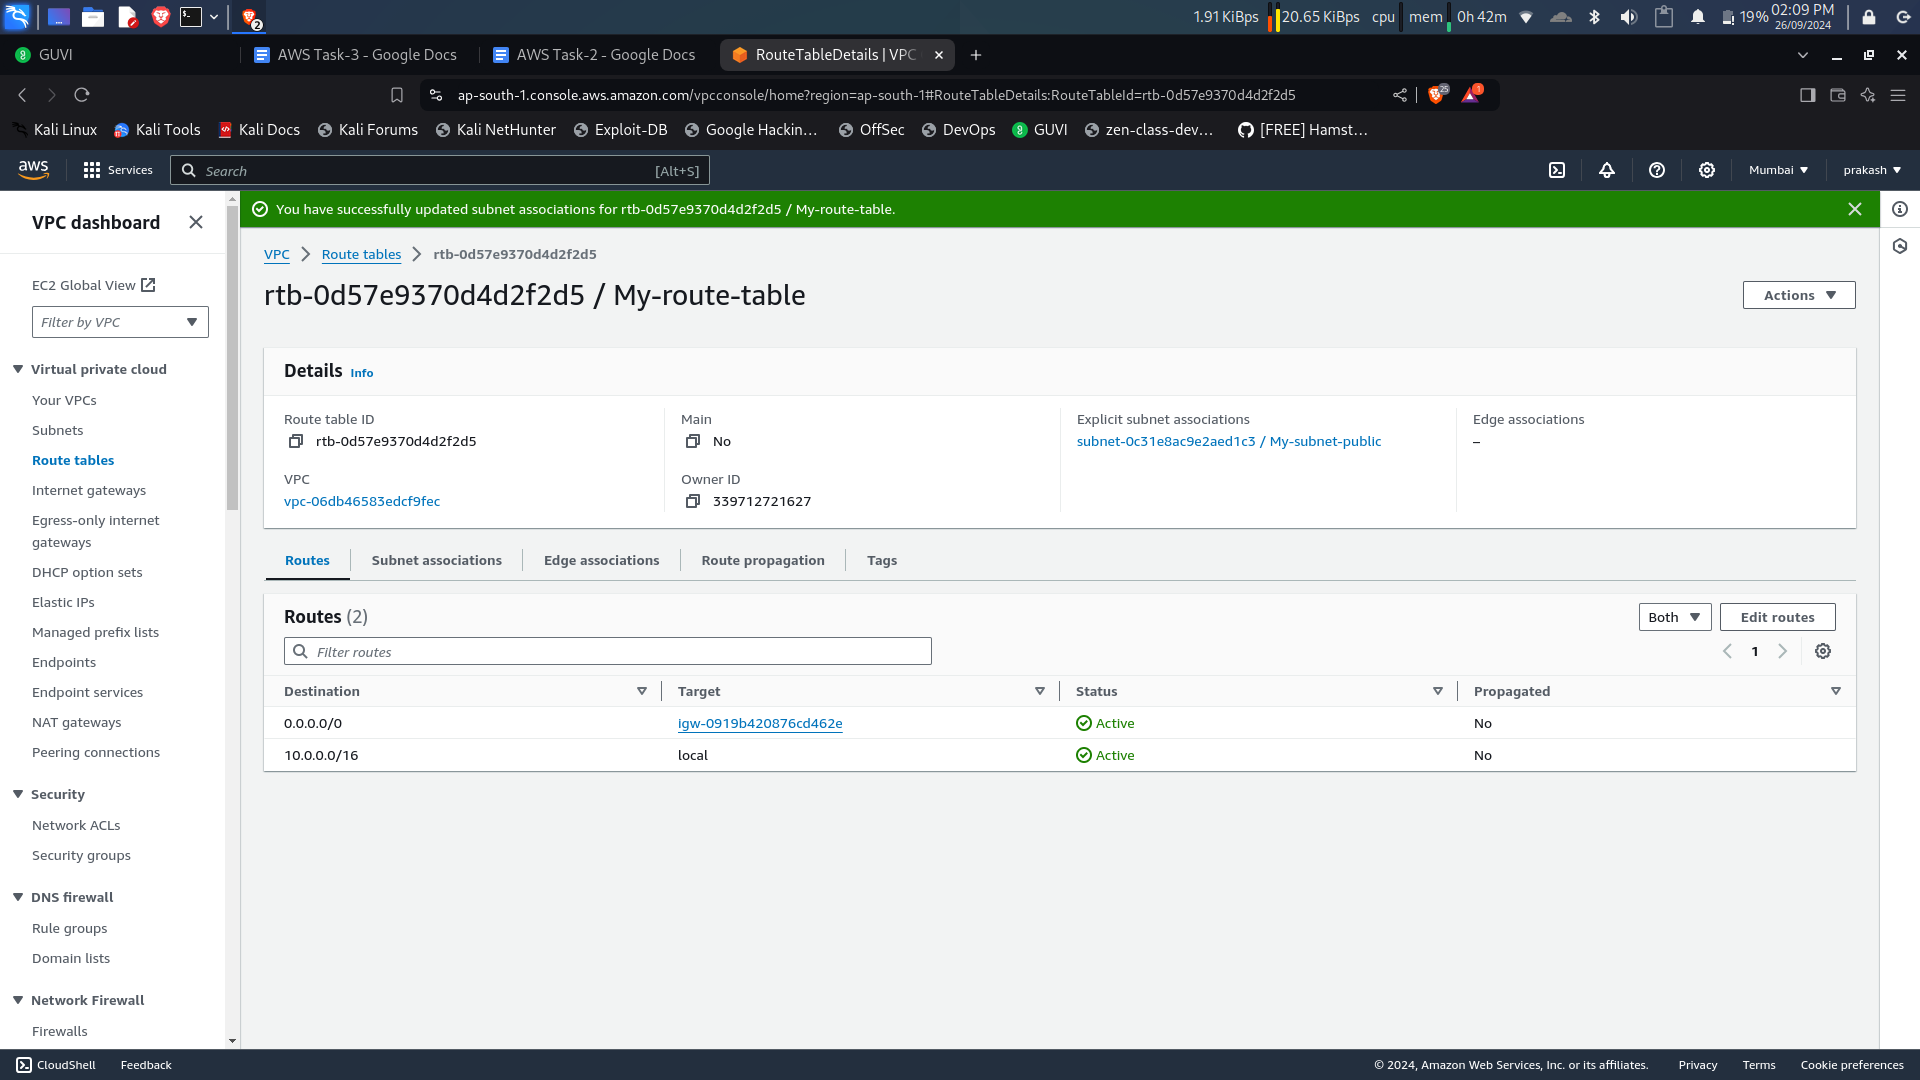 2
1.91 KiBps
20.65 KiBps
cpu
mem
0h 42m
19%
02:09 PM
26/09/2024
GUVI
AWS Task-3 - Google Docs
AWS Task-2 - Google Docs
RouteTableDetails | VPC
ap-south-1.console.aws.amazon.com/vpcconsole/home?region=ap-south-1#RouteTableDetails:RouteTableId=rtb-0d57e9370d4d2f2d5
25
1
Kali Linux
Kali Tools
Kali Docs
Kali Forums
Kali NetHunter
Exploit-DB
Google Hackin...
OffSec
DevOps
GUVI
zen-class-dev...
[FREE] Hamst...
aws
Services
Search
[Alt+S]
Mumbai
prakash
VPC dashboard
EC2 Global View
Filter by VPC
Virtual private cloud
Your VPCs
Subnets
Route tables
Internet gateways
Egress-only internet
gateways
DHCP option sets
Elastic IPs
Managed prefix lists
Endpoints
Endpoint services
NAT gateways
Peering connections
Security
Network ACLs
Security groups
DNS firewall
Rule groups
Domain lists
Network Firewall
Firewalls
You have successfully updated subnet associations for rtb-0d57e9370d4d2f2d5 / My-route-table.
VPC
Route tables
rtb-0d57e9370d4d2f2d5
rtb-0d57e9370d4d2f2d5 / My-route-table
Actions
Details
Info
Route table ID
rtb-0d57e9370d4d2f2d5
Main
No
Explicit subnet associations
subnet-0c31e8ac9e2aed1c3 / My-subnet-public
Edge associations
–
VPC
vpc-06db46583edcf9fec
Owner ID
339712721627
Routes
Subnet associations
Edge associations
Route propagation
Tags
Routes (2)
Both
Edit routes
Filter routes
1
Destination
Target
Status
Propagated
0.0.0.0/0
igw-0919b420876cd462e
Active
No
10.0.0.0/16
local
Active
No
CloudShell
Feedback
© 2024, Amazon Web Services, Inc. or its affiliates.
Privacy
Terms
Cookie preferences